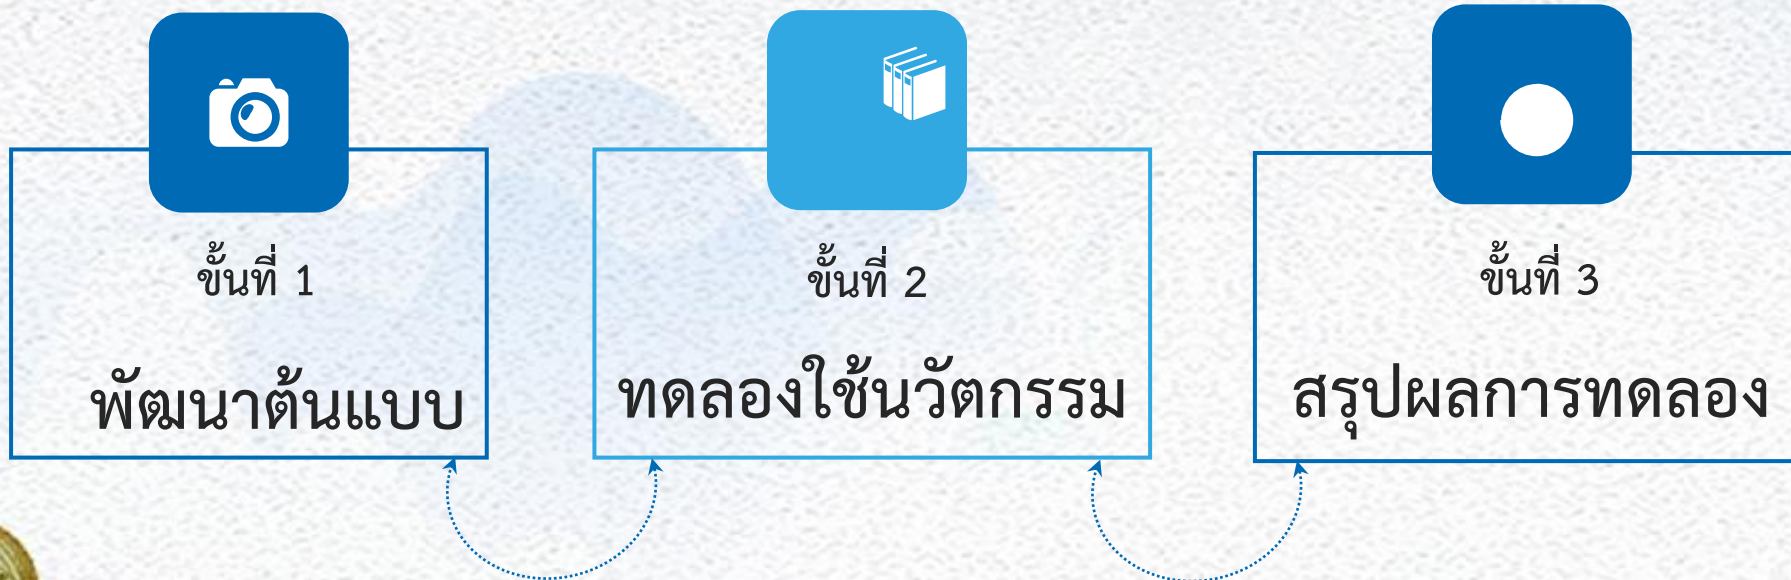 ขั้นที่ 1
พัฒนาต้นแบบ
ขั้นที่ 2
ทดลองใช้นวัตกรรม
ขั้นที่ 3
สรุปผลการทดลอง